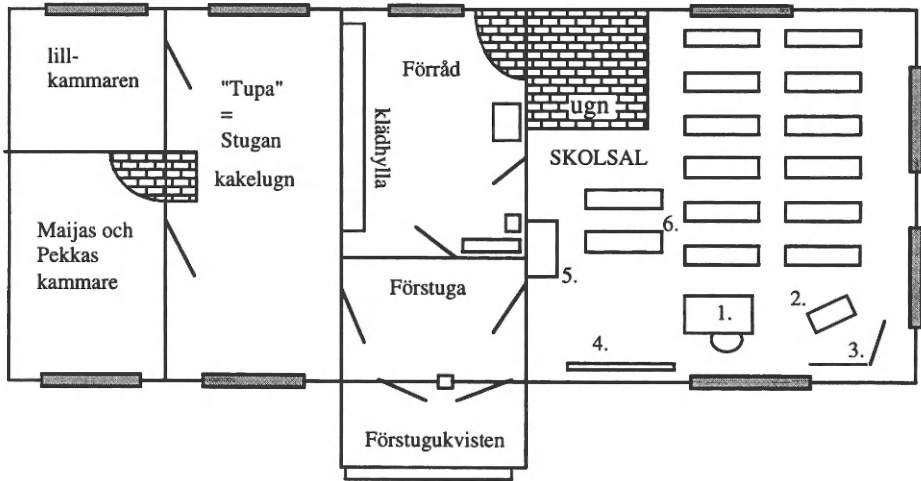 lill-
kammaren
"Tupa"
=
Stugan
kakelugn
Maijas och
Pekkas
kammare
klädhylla
Förråd
Förstuga
Förstugukvisten
ugn
SKOLSAL
6.
5.
4.
1.
2.
3.